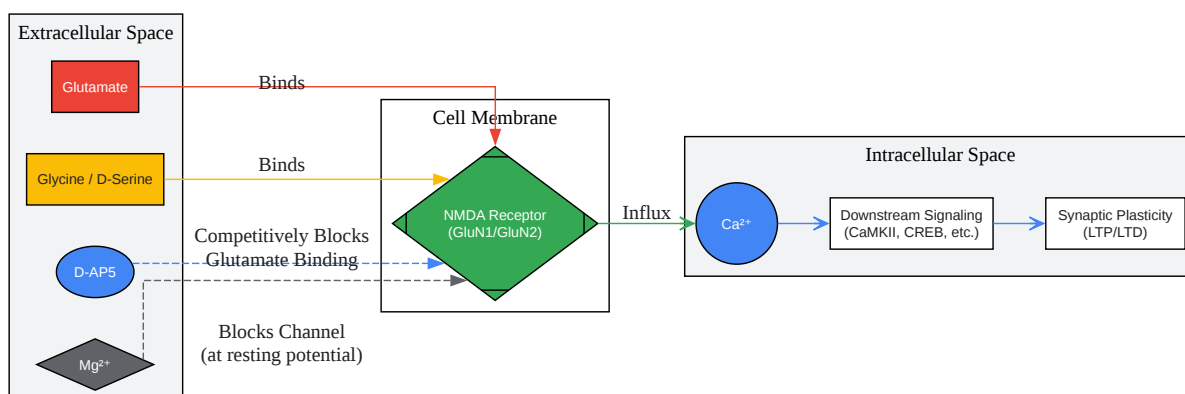 Extracellular Space
Glutamate
Binds
Cell Membrane
Glycine / D-Serine
Binds
NMDA Receptor
(GluN1/GluN2)
Influx
Intracellular Space
Ca²⁺
Downstream Signaling
(CaMKII, CREB, etc.)
Synaptic Plasticity
(LTP/LTD)
Competitively Blocks
Glutamate Binding
D-AP5
Blocks Channel
(at resting potential)
Mg²⁺